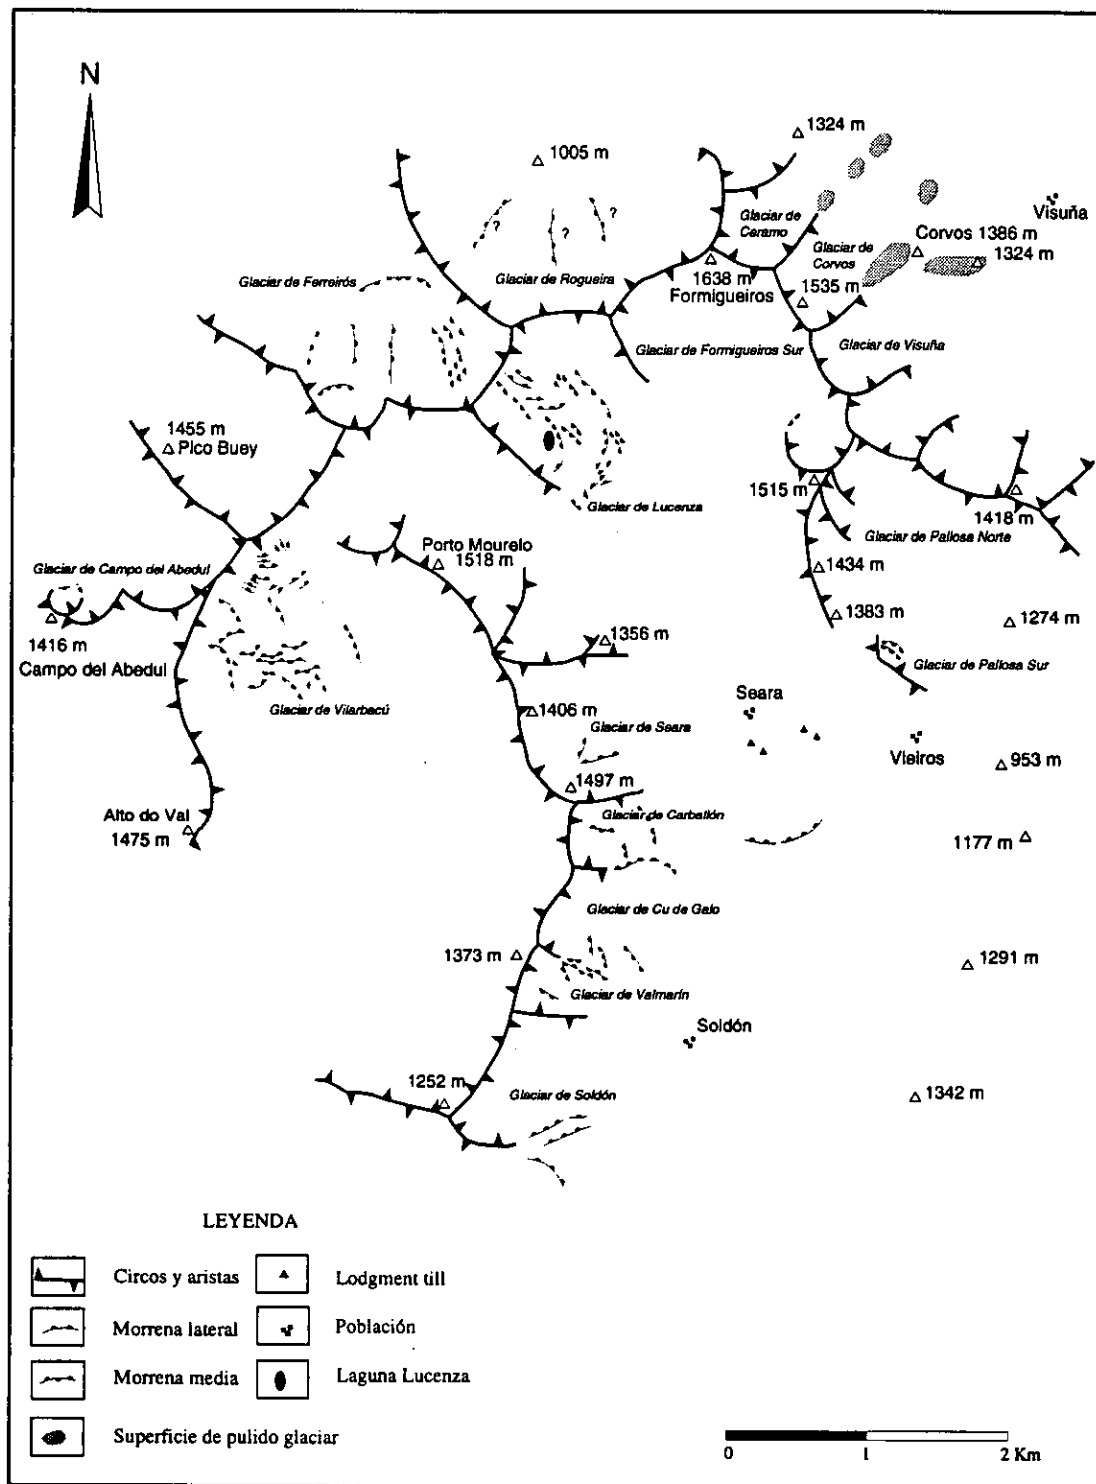 N
1324 m
1005 m
?
?
?
Glaciar de
Caramo
Visuña
Corvos 1386 m
1324 m
Glaciar de
Corvos
Glaciar de Ferreirós
Glaciar de Rogueira
1638 m
Formigueiros
1535 m
Glaciar de Formigueiros Sur
Glaciar de Visuña
1455 m
Pico Buey
1515 m
1418 m
Glaciar de Lucenza
Glaciar de Pallosa Norte
Porto Mourelo
1518 m
Glaciar de Campo del Abedul
1434 m
1383 m
1274 m
1416 m
Campo del Abedul
1356 m
Glaciar de Pallosa Sur
Glaciar de Vilarbacú
1406 m
Seara
Glaciar de Seara
Vieiros
953 m
1497 m
Alto do Val
1475 m
Glaciar de Carballón
1177 m
Glaciar de Cu de Galo
1373 m
1291 m
Glaciar de Valmarín
Soldón
1252 m
Glaciar de Soldón
1342 m
LEYENDA
Circos y aristas
Lodgment till
Morrena lateral
Población
Morrena media
Laguna Lucenza
Superficie de pulido glaciar
0 1 2 Km